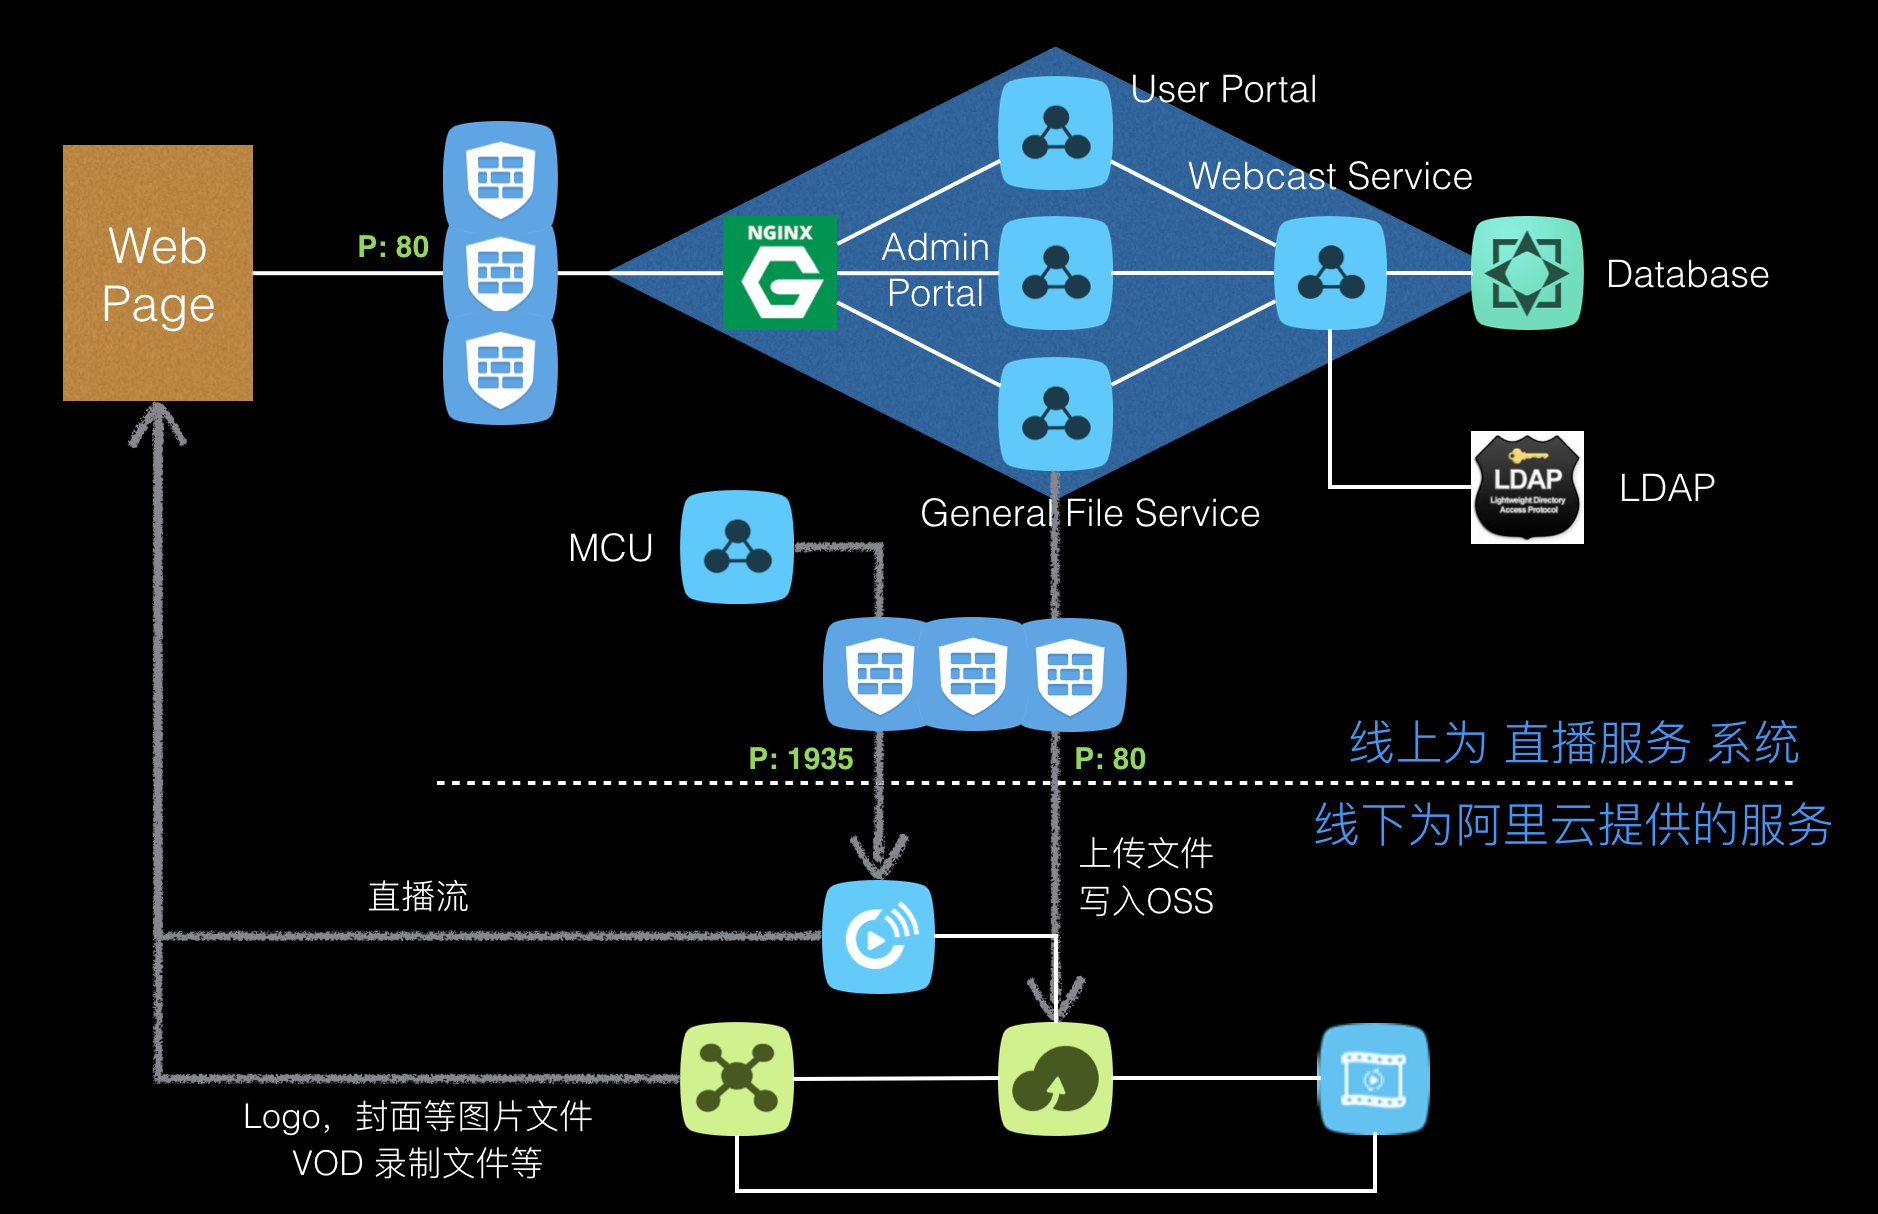 User Portal
Webcast Service
Web
Page
P: 80
NGINX
Admin
Portal
Database
LDAP
Lightweight Directory
Access Protocol
LDAP
General File Service
MCU
P: 1935
P: 80
线上为 直播服务 系统
线下为阿里云提供的服务
上传文件
写入OSS
直播流
Logo，封面等图片文件
VOD 录制文件等